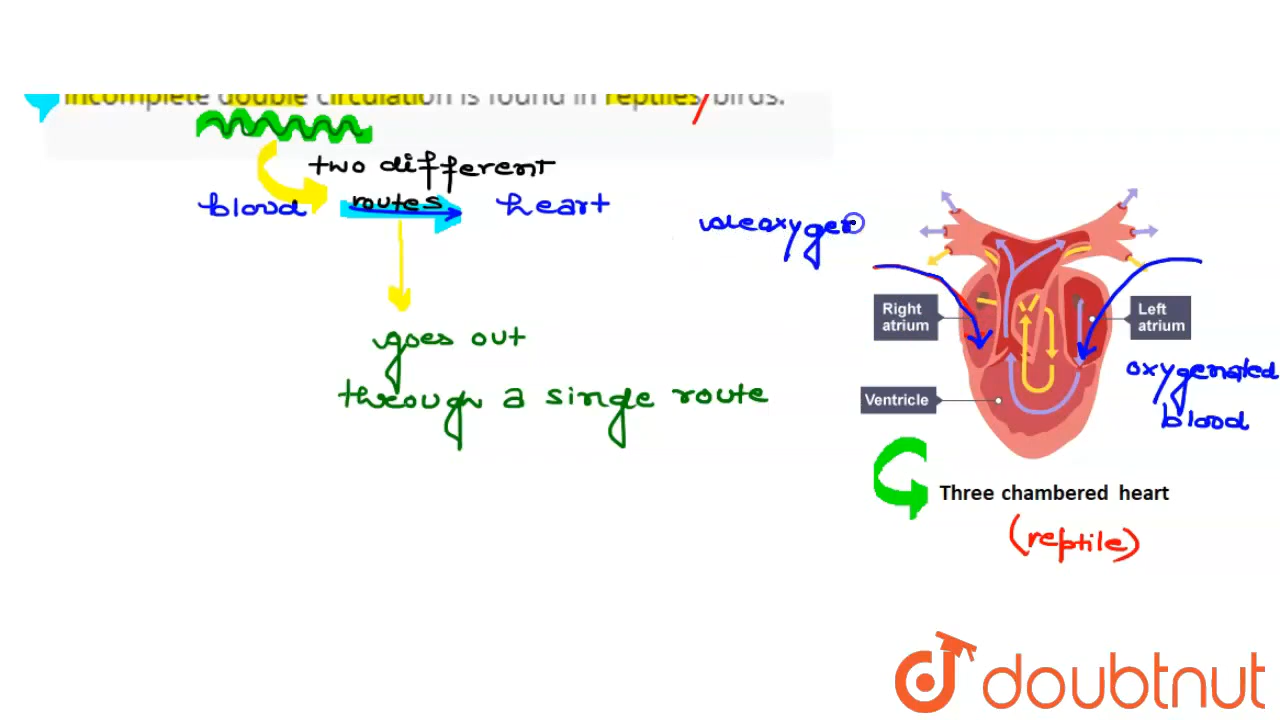 incomplete double circulation is found in reptiles/birds.
two different
blood routes heart
goes out
through a single route
deoxygen
Right
atrium
Left
atrium
oxygenated
blood
Ventricle
Three chambered heart
(reptile)
doubtnut